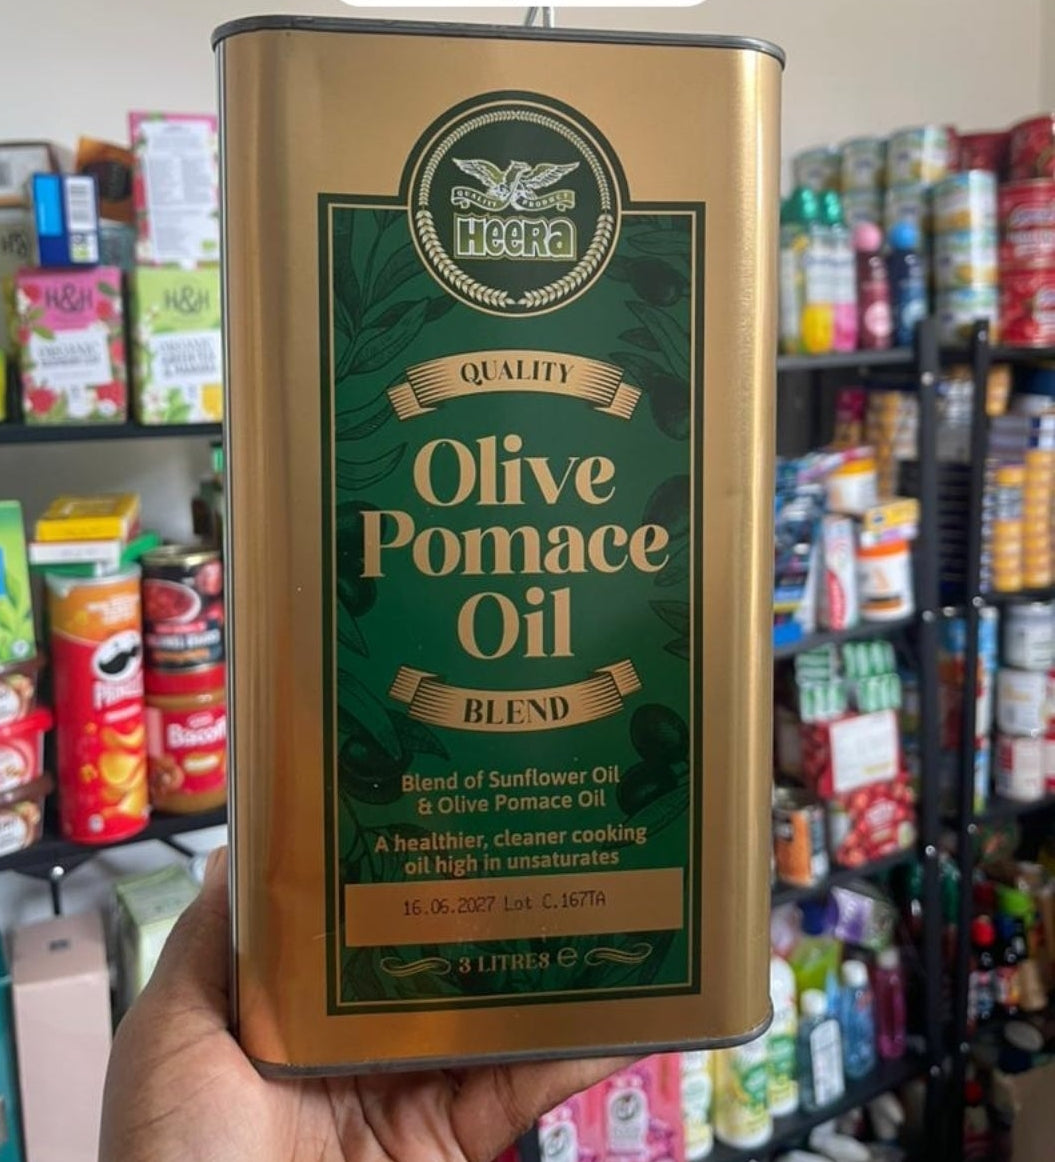 QUALITY PRODUCT
HEERa
QUALITY
Olive
Pomace
Oil
BLEND
Blend of Sunflower Oil
& Olive Pomace Oil
A healthier, cleaner cooking
oil high in unsaturates
16.06.2027 Lot C.167TA
3 LITRES e
H&H
H&H
ORGANIC